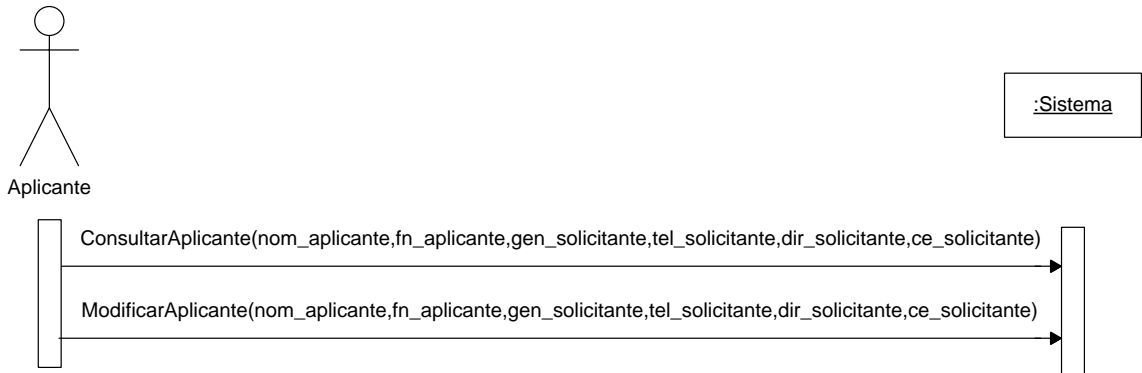 :Sistema
Aplicante
ConsultarAplicante(nom_aplicante,fn_aplicante,gen_solicitante,tel_solicitante,dir_solicitante,ce_solicitante)
ModificarAplicante(nom_aplicante,fn_aplicante,gen_solicitante,tel_solicitante,dir_solicitante,ce_solicitante)